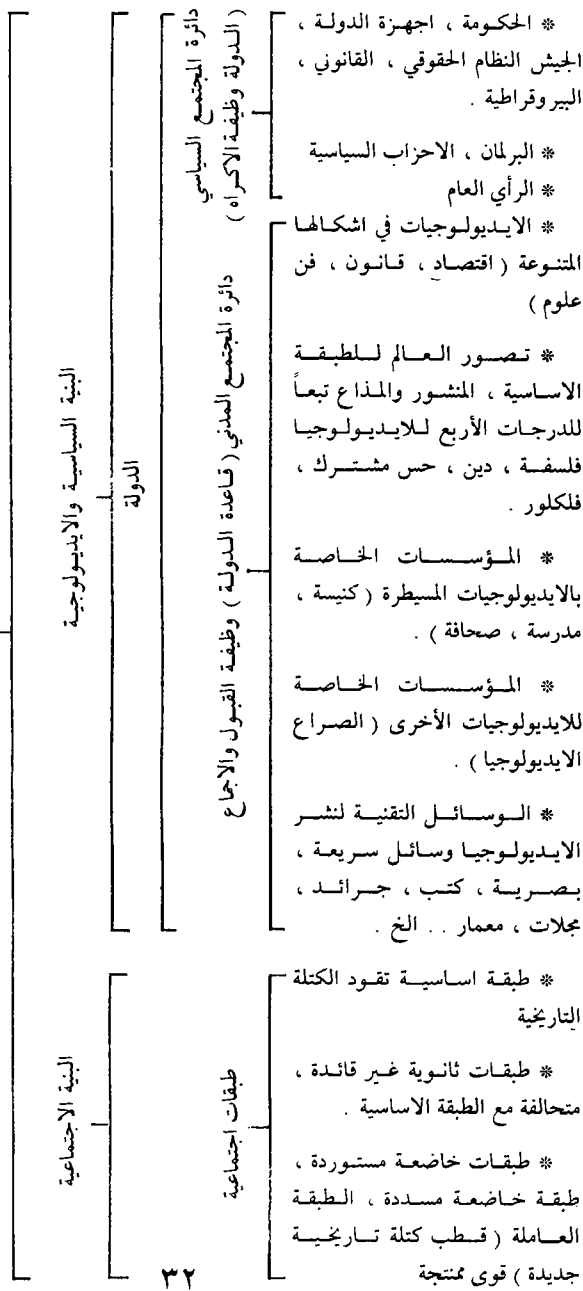 * الحكومة ، اجهزة الدولة ،
الجيش النظام الحقوقي ، القانوني ،
البيروقراطية .
* البرلمان ، الاحزاب السياسية
* الرأي العام
* الايديولوجيات في اشكالها
المتنوعة ( اقتصاد ، قانون ، فن
علوم )
* تصور العالم للطبقة
الاساسية ، المنشور والمذاع تبعاً
للدرجات الأربع للايديولوجيا
فلسفة ، دين ، حس مشترك ،
فلكلور .
* المؤسسات الخاصة
بالايديولوجيات المسيطرة ( كنيسة ،
مدرسة ، صحافة ) .
* المؤسسات الخاصة
للايديولوجيات الأخرى ( الصراع
الايديولوجيا ) .
* الوسائل التقنية لنشر
الايديولوجيا وسائل سريعة ،
بصرية ، كتب ، جرائد ،
مجلات ، معمار . . الخ .
* طبقة اساسية تقود الكتلة
التاريخية
* طبقات ثانوية غير قائدة ،
متحالفة مع الطبقة الاساسية .
* طبقات خاضعة مستوردة ،
طبقة خاضعة مسددة ، الطبقة
العاملة ( قطب كتلة تاريخية
جديدة ) قوى ممنتجة
دائرة المجتمع السياسي
( الدولة وظيفة الاكراه )
دائرة المجتمع المدني ( قاعدة الدولة ) وظيفة القبول والاجماع
طبقات اجتماعية
الدولة
البنية السياسية والايديولوجية
البنية الاجتماعية
٣٢